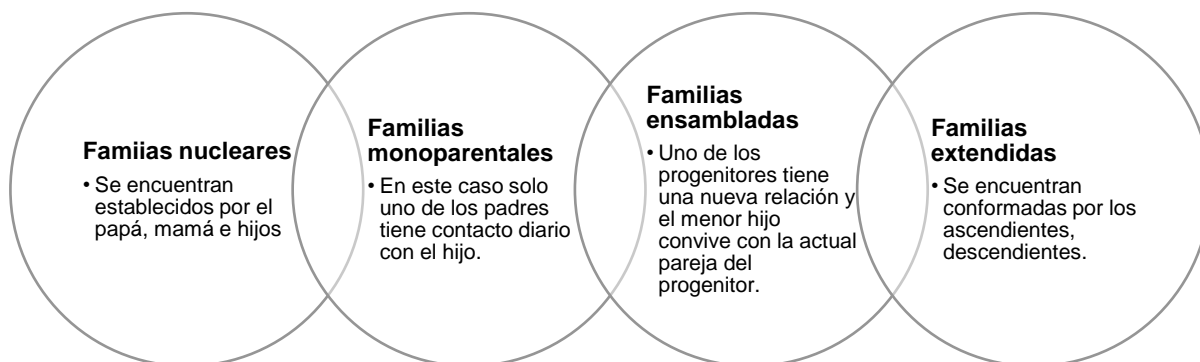 Famiias nucleares
• Se encuentran
establecidos por el
papá, mamá e hijos
Familias
monoparentales
• En este caso solo
uno de los padres
tiene contacto diario
con el hijo.
Familias
ensambladas
• Uno de los
progenitores tiene
una nueva relación y
el menor hijo
convive con la actual
pareja del
progenitor.
Familias
extendidas
• Se encuentran
conformadas por los
ascendientes,
descendientes.